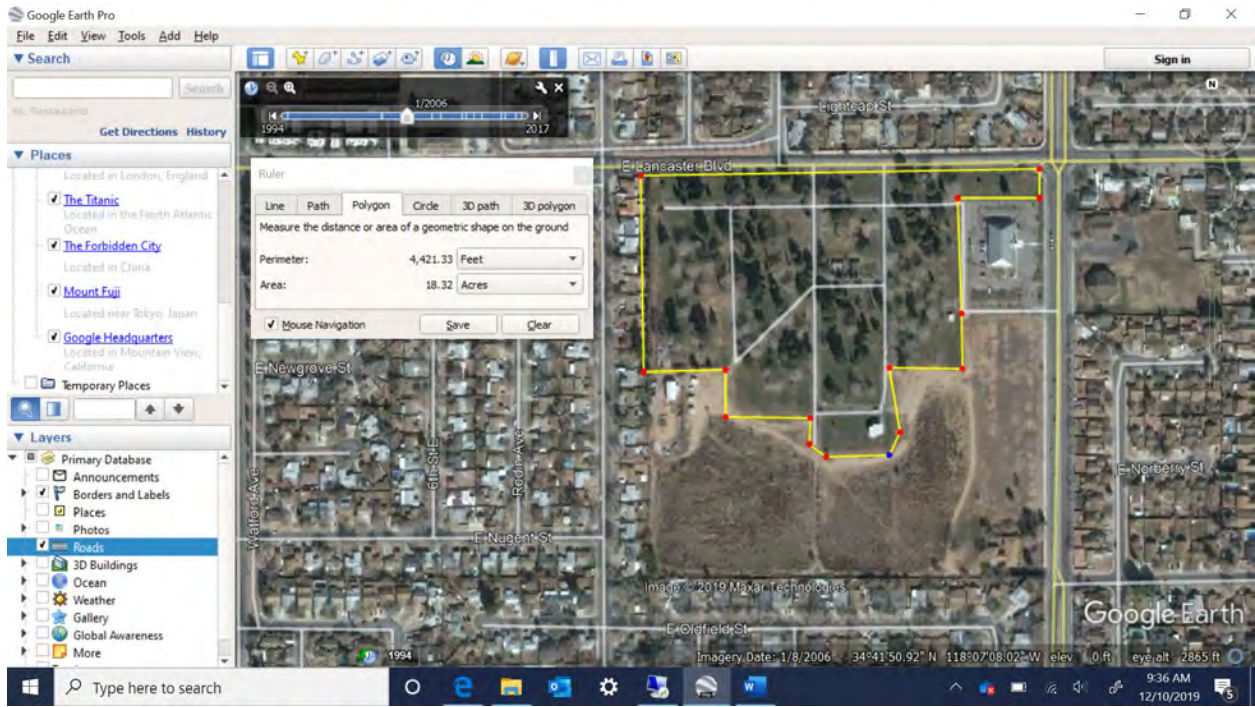 Google Earth Pro
File Edit View Tools Add Help
Search
Sign in
Search
Get Directions History
Places
Located in London, England
The Titanic
Located in the North Atlantic
Ocean
The Forbidden City
Located in China
Mount Fuji
Located near Tokyo, Japan
Google Headquarters
Located in Mountain View,
California
Temporary Places
Layers
Primary Database
Announcements
Borders and Labels
Places
Photos
Roads
3D Buildings
Ocean
Weather
Gallery
Global Awareness
More
1/2006
1994
2017
Ruler
Line Path Polygon Circle 3D path 3D polygon
Measure the distance or area of a geometric shape on the ground
Perimeter: 4,421.33 Feet
Area: 18.32 Acres
Mouse Navigation Save Clear
N
Lightcap St
E Lancaster Blvd
E Newgrove St
6th St E
Rodin Ave
Watford Ave
E Nugent St
E Norberry St
E Oldfield St
Image © 2019 Maxar Technologies
Google Earth
1994
Imagery Date: 1/8/2006 34°41'50.92" N 118°07'08.02" W elev 0 ft eye alt 2865 ft
Type here to search
9:36 AM
12/10/2019
5